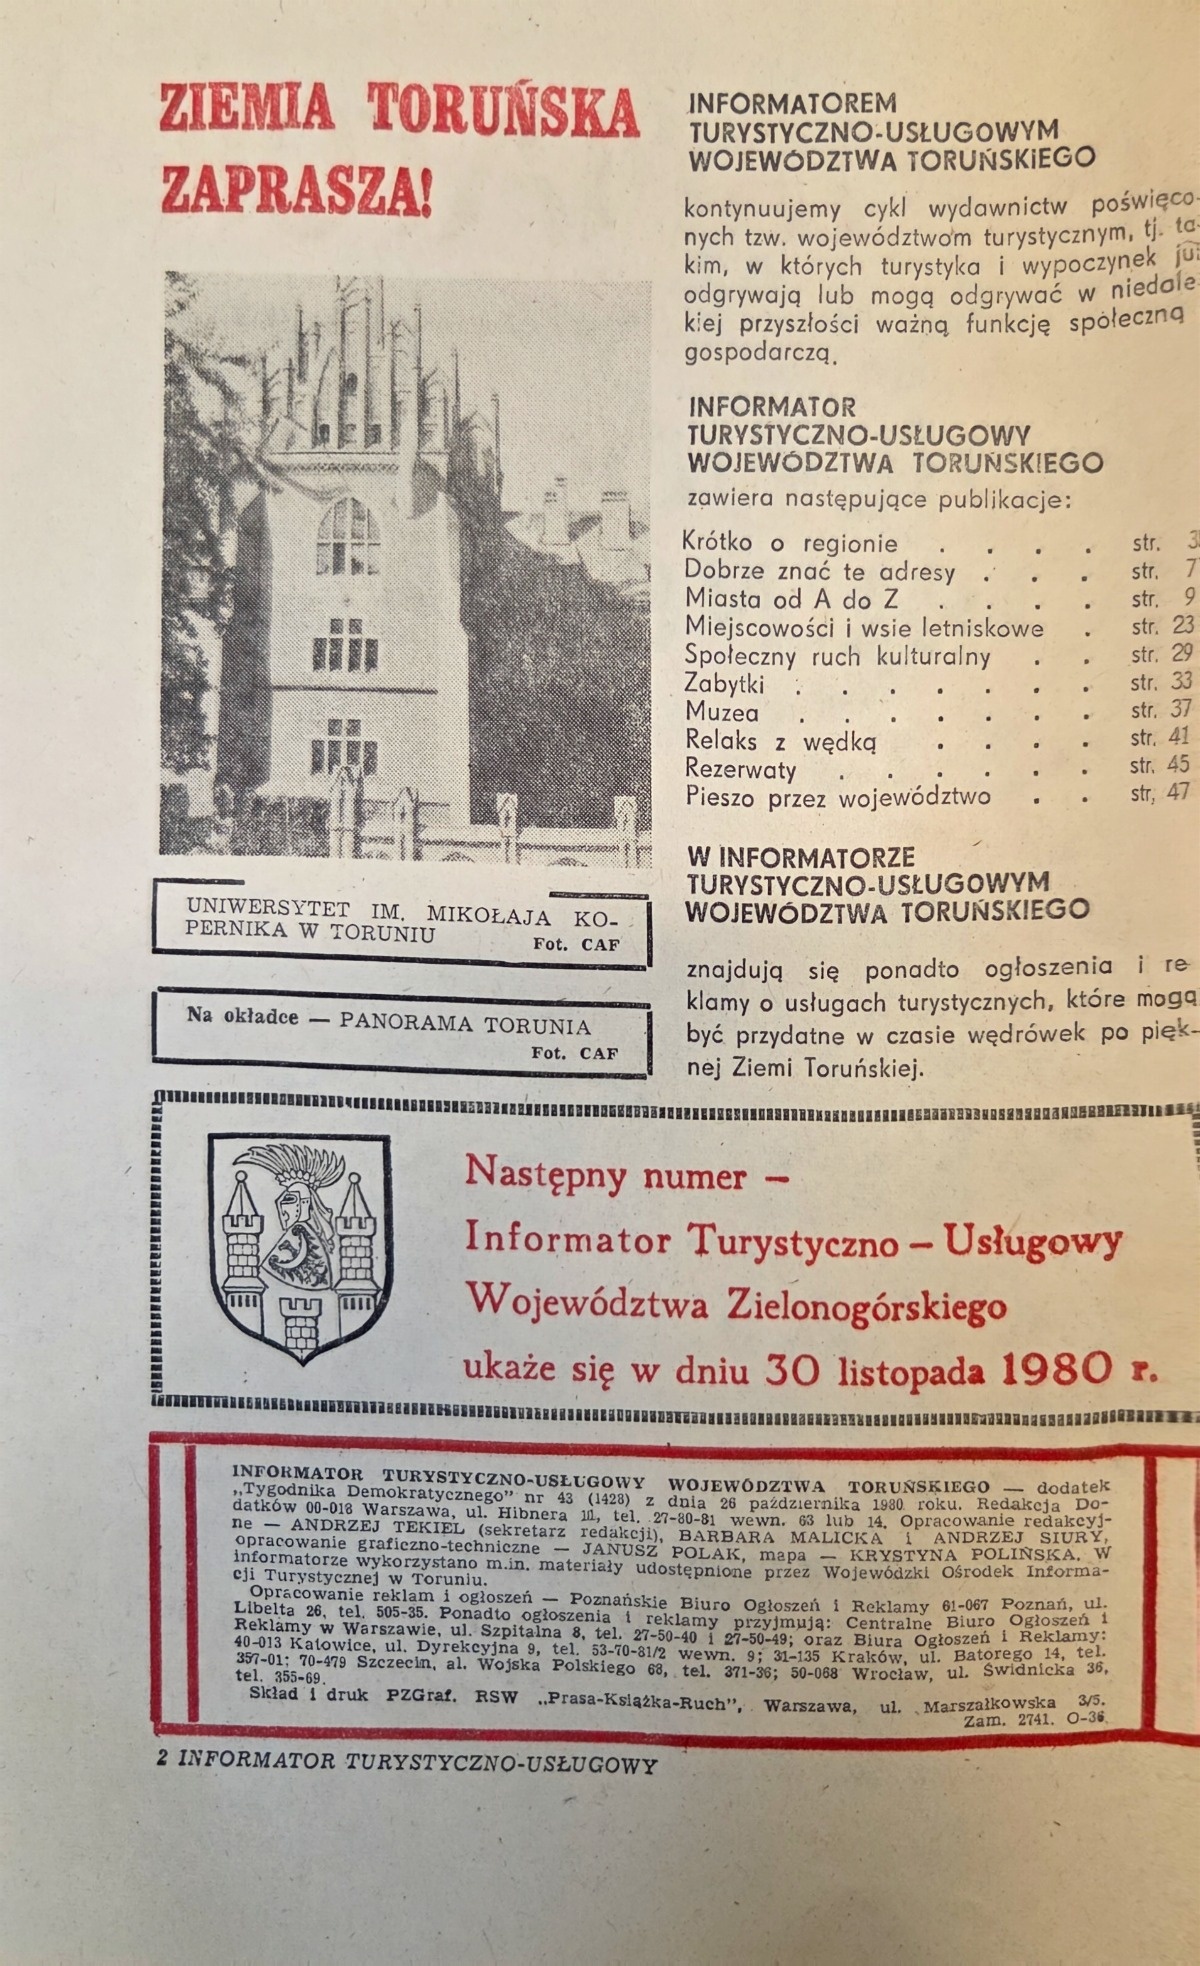 ZIEMIA TORUŃSKA
ZAPRASZA!
UNIWERSYTET IM. MIKOŁAJA KO-
PERNIKA W TORUNIU
Fot. CAF
Na okładce — PANORAMA TORUNIA
Fot. CAF
INFORMATOREM
TURYSTYCZNO-USŁUGOWYM
WOJEWÓDZTWA TORUŃSKIEGO
kontynuujemy cykl wydawnictw poświęco-
nych tzw. województwom turystycznym, tj. ta-
kim, w których turystyka i wypoczynek już
odgrywają lub mogą odgrywać w niedale-
kiej przyszłości ważną funkcję społeczną
gospodarczą.
INFORMATOR
TURYSTYCZNO-USŁUGOWY
WOJEWÓDZTWA TORUŃSKIEGO
zawiera następujące publikacje:
Krótko o regionie . . . . str. 3
Dobrze znać te adresy . . . str. 7
Miasta od A do Z . . . . str. 9
Miejscowości i wsie letniskowe . str. 23
Społeczny ruch kulturalny . . str. 29
Zabytki . . . . . . . str. 33
Muzea . . . . . . . str. 37
Relaks z wędką . . . . str. 41
Rezerwaty . . . . . . str. 45
Pieszo przez województwo . . str, 47
W INFORMATORZE
TURYSTYCZNO-USŁUGOWYM
WOJEWÓDZTWA TORUŃSKIEGO
znajdują się ponadto ogłoszenia i re-
klamy o usługach turystycznych, które mogą
być przydatne w czasie wędrówek po pięk-
nej Ziemi Toruńskiej.
Następny numer —
Informator Turystyczno — Usługowy
Województwa Zielonogórskiego
ukaże się w dniu 30 listopada 1980 r.
INFORMATOR TURYSTYCZNO-USŁUGOWY WOJEWÓDZTWA TORUŃSKIEGO — dodatek
„Tygodnika Demokratycznego" nr 43 (1428) z dnia 26 października 1980 roku. Redakcja Do-
datków 00-018 Warszawa, ul. Hibnera 11, tel. 27-80-81 wewn. 63 lub 14. Opracowanie redakcyj-
ne — ANDRZEJ TEKIEL (sekretarz redakcji), BARBARA MALICKA i ANDRZEJ SIURY,
opracowanie graficzno-techniczne — JANUSZ POLAK, mapa — KRYSTYNA POLIŃSKA. W
informatorze wykorzystano m.in. materiały udostępnione przez Wojewódzki Ośrodek Informa-
cji Turystycznej w Toruniu.
Opracowanie reklam i ogłoszeń — Poznańskie Biuro Ogłoszeń i Reklamy 61-067 Poznań, ul.
Libelta 26, tel. 505-35. Ponadto ogłoszenia i reklamy przyjmują: Centralne Biuro Ogłoszeń i
Reklamy w Warszawie, ul. Szpitalna 8, tel. 27-50-40 i 27-50-49; oraz Biura Ogłoszeń i Reklamy:
40-013 Katowice, ul. Dyrekcyjna 9, tel. 53-70-81/2 wewn. 9; 31-135 Kraków, ul. Batorego 14, tel.
357-01; 70-479 Szczecin, al. Wojska Polskiego 68, tel. 371-36; 50-068 Wrocław, ul. Świdnicka 36,
tel. 355-69.
Skład i druk PZGraf. RSW „Prasa-Książka-Ruch", Warszawa, ul. Marszałkowska 3/5.
Zam. 2741. O-36
2 INFORMATOR TURYSTYCZNO-USŁUGOWY